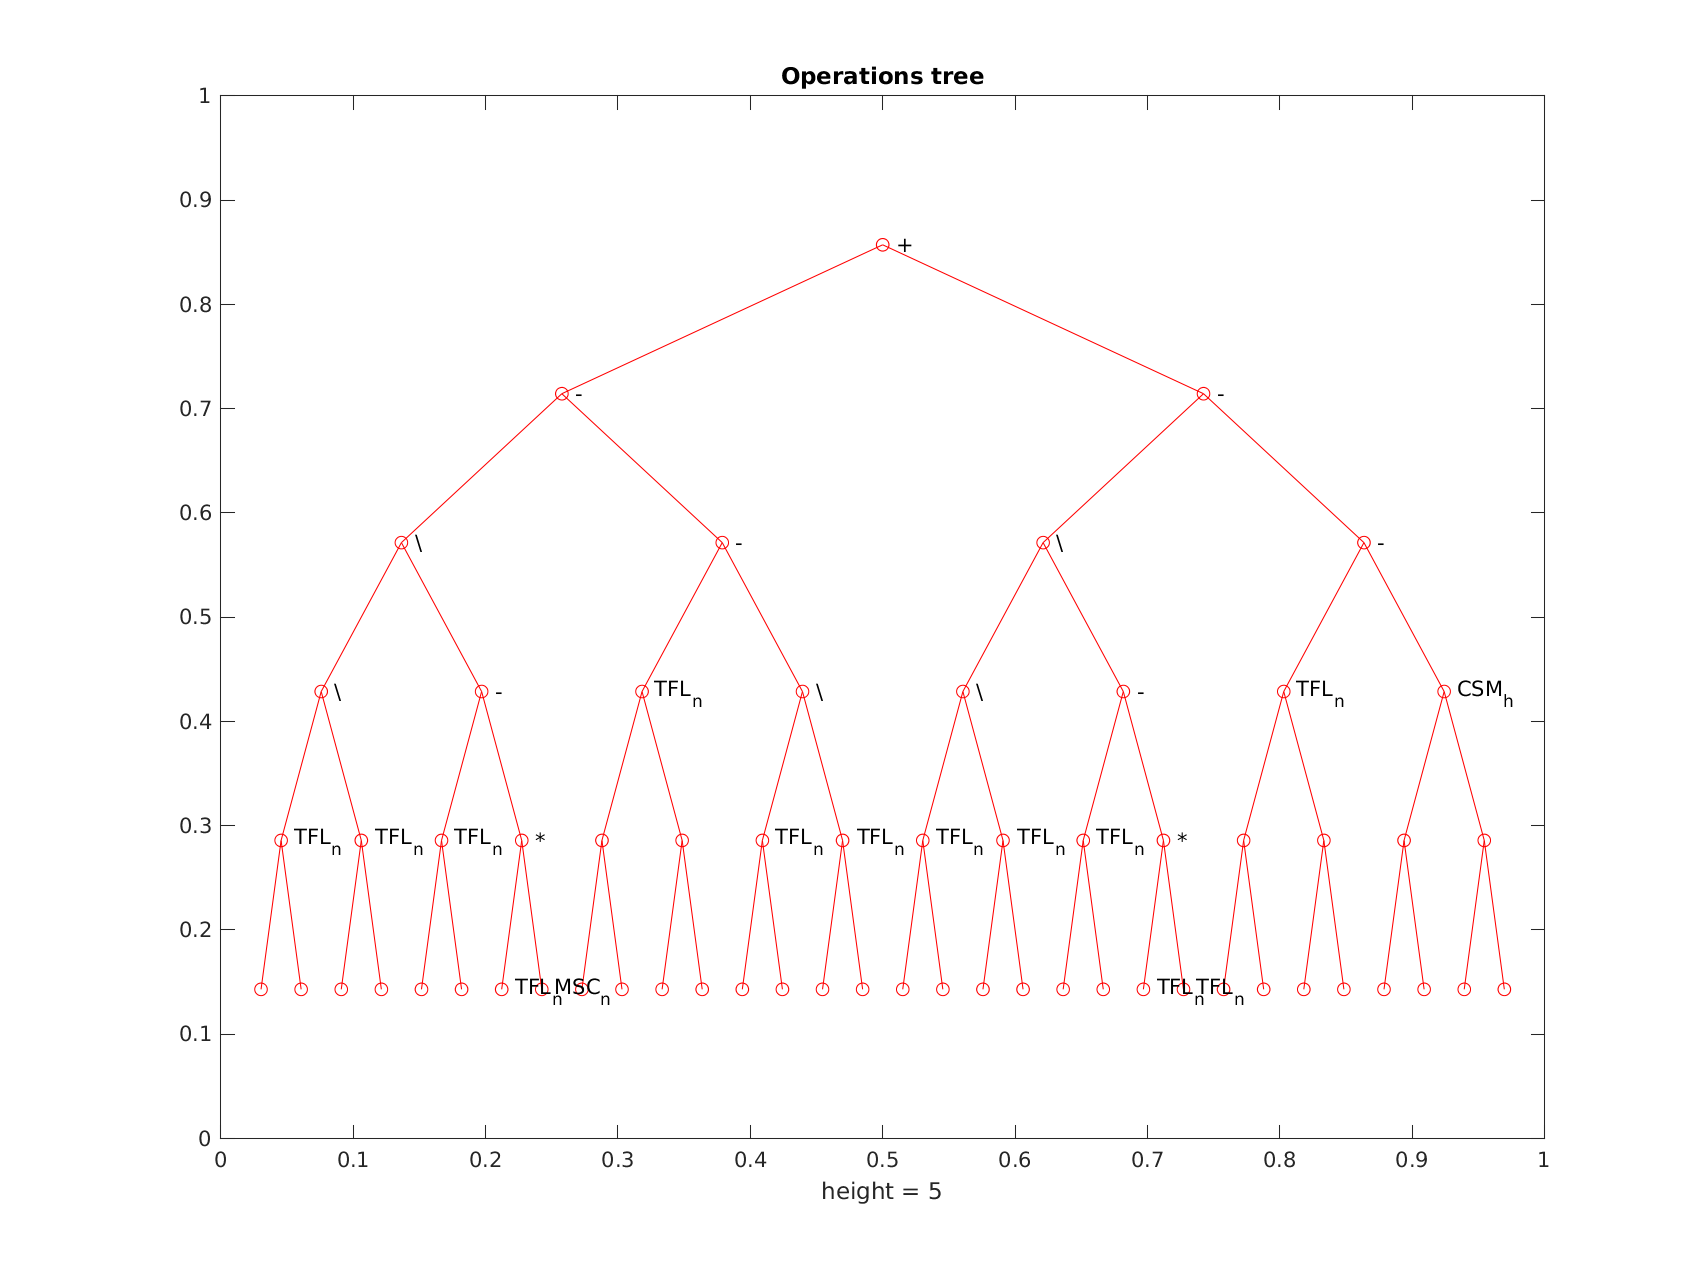 Operations tree
1
0.9
+
0.8
0.7
- -
0.6
\ - \ -
0.5
\ - TFL_n \ \ - TFL_n CSM_h
0.4
0.3
TFL_n TFL_n TFL_n * TFL_n TFL_n TFL_n TFL_n TFL_n *
0.2
TFL_n MSC_n TFL_n TFL_n
0.1
0
0 0.1 0.2 0.3 0.4 0.5 0.6 0.7 0.8 0.9 1
height = 5